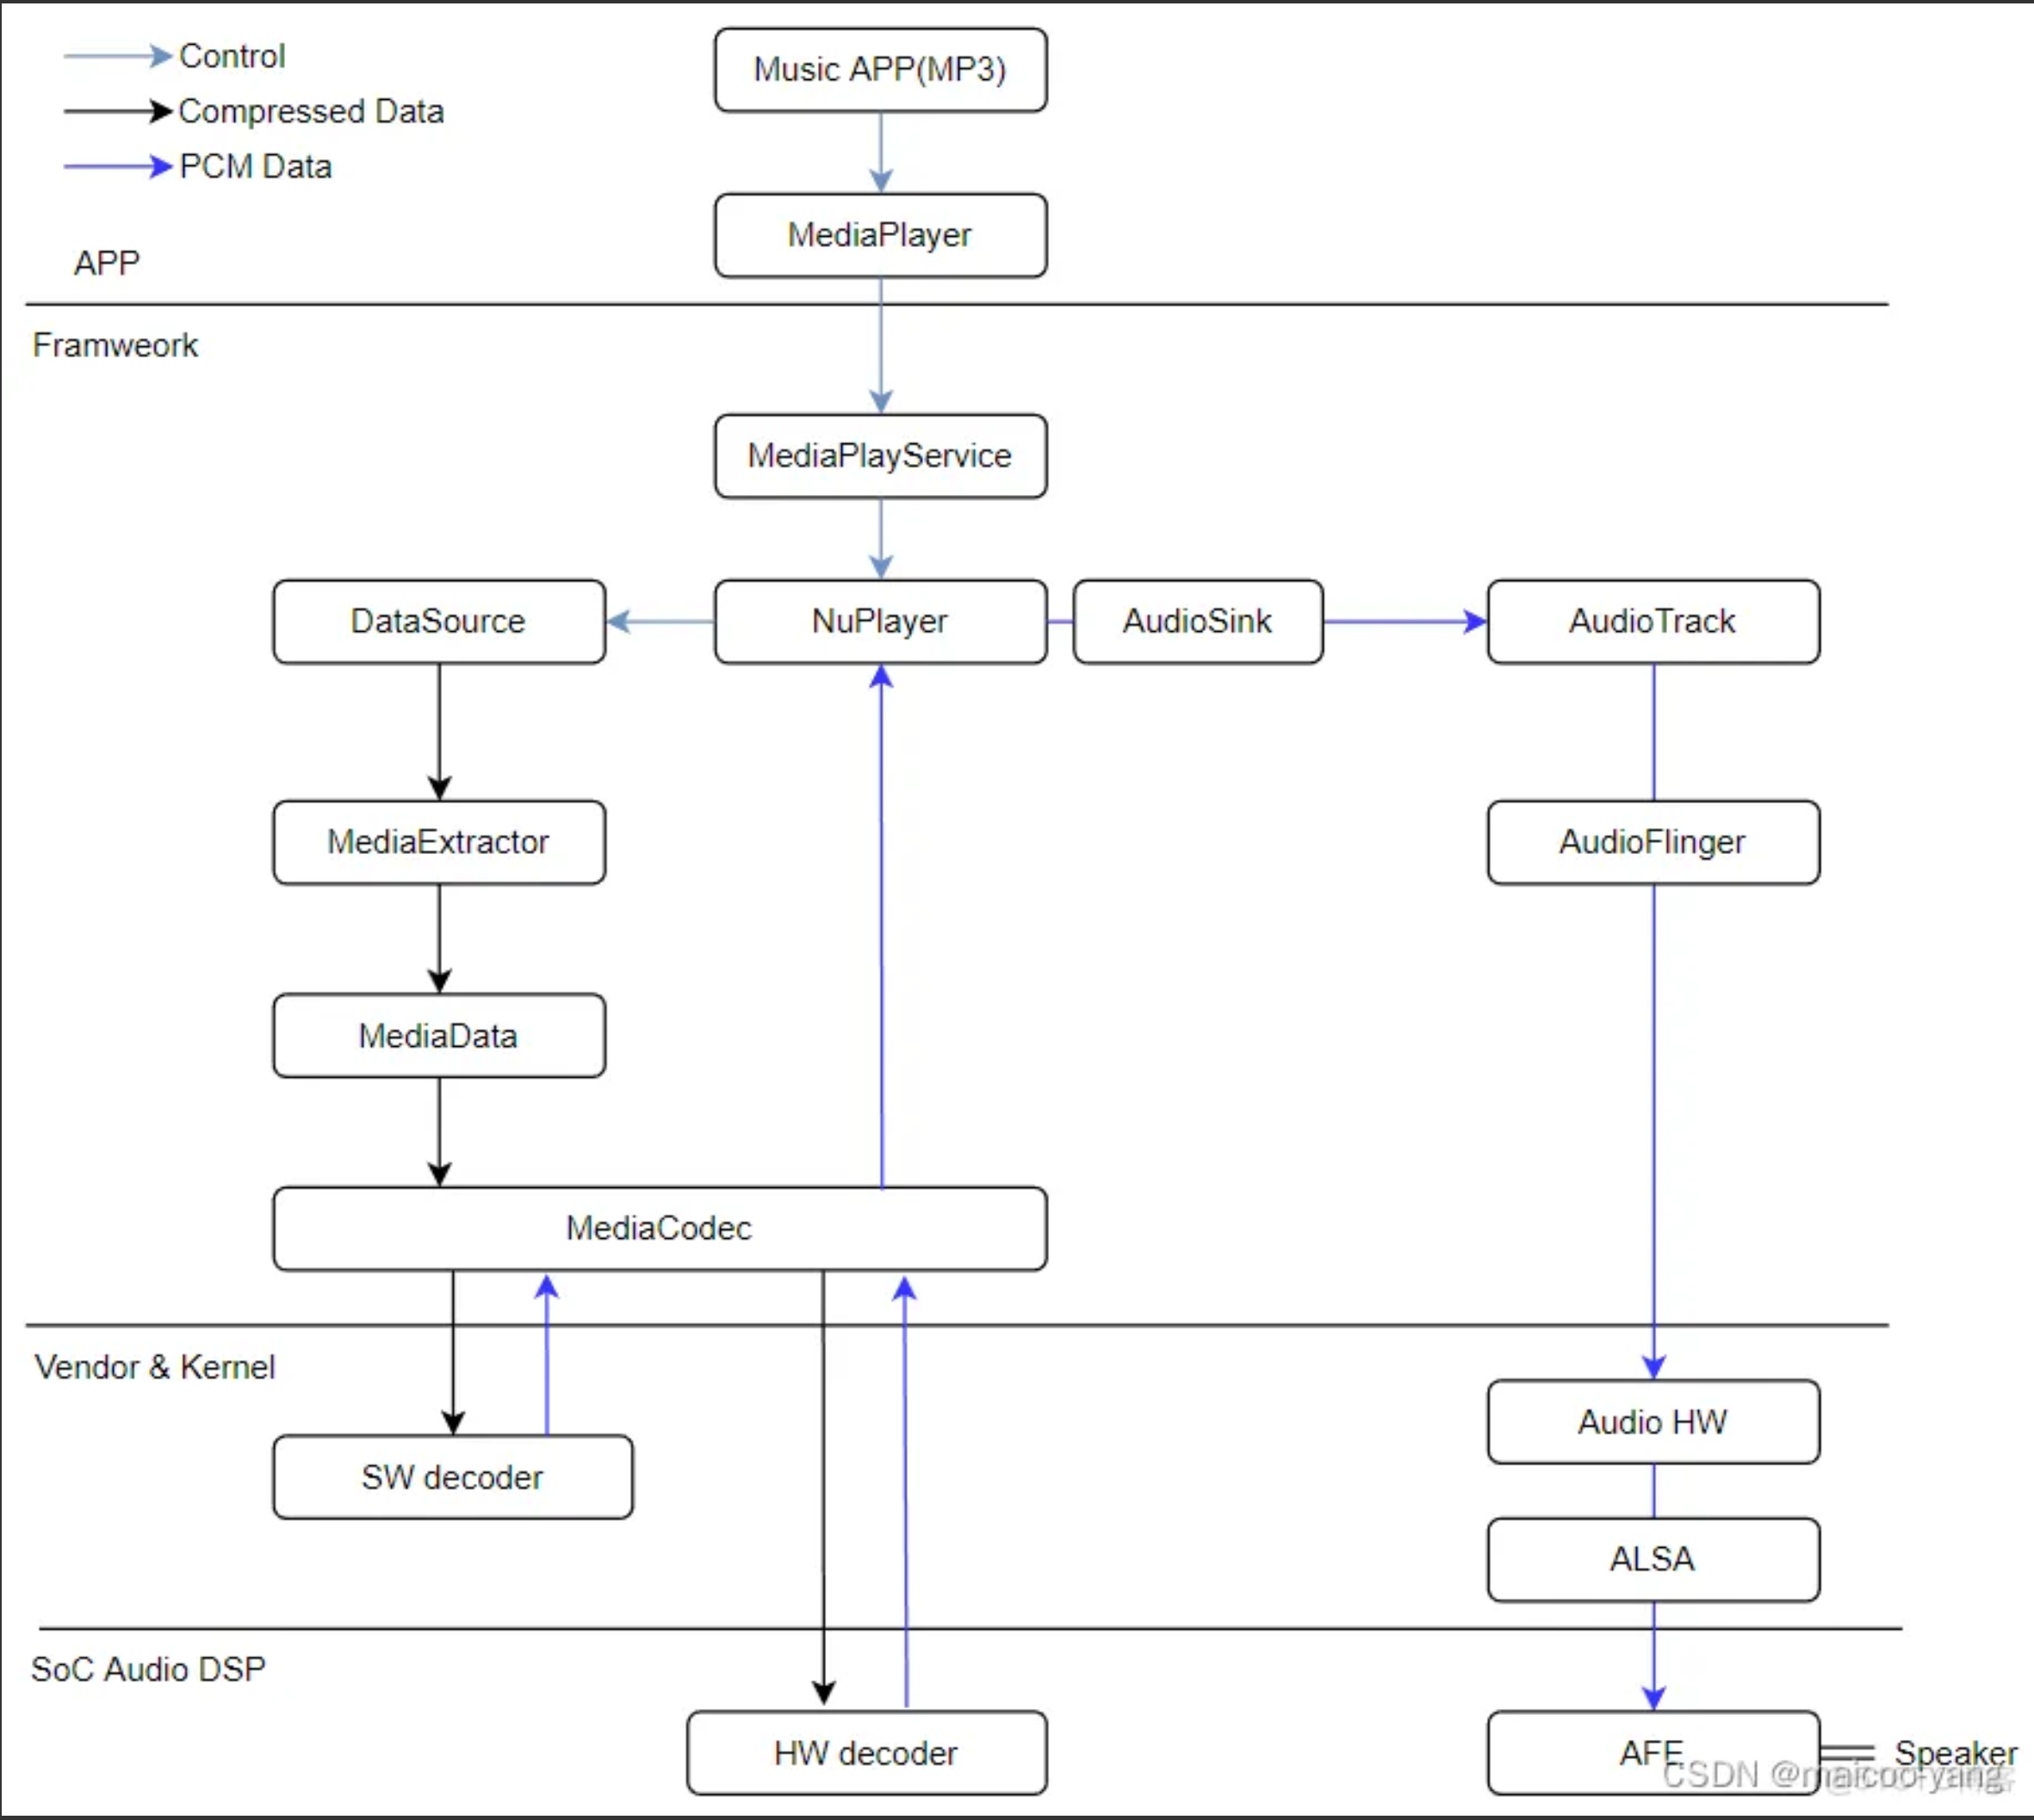 Control
Compressed Data
PCM Data
Music APP(MP3)
MediaPlayer
APP
Framweork
MediaPlayService
DataSource
NuPlayer
AudioSink
AudioTrack
MediaExtractor
AudioFlinger
MediaData
MediaCodec
Vendor & Kernel
Audio HW
SW decoder
ALSA
SoC Audio DSP
HW decoder
AFE
Speaker
CSDN @maicoo-yang